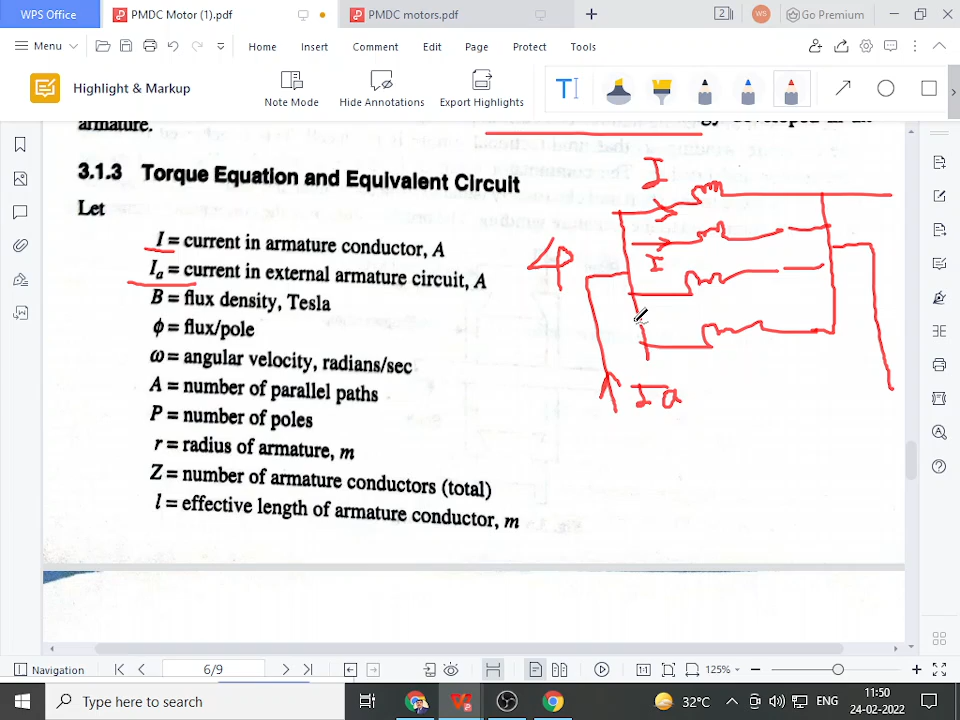 WPS Office
PMDC Motor (1).pdf
PMDC motors.pdf
2
WS
Go Premium
Menu
Home
Insert
Comment
Edit
Page
Protect
Tools
Highlight & Markup
Note Mode
Hide Annotations
Export Highlights
T
armature.
3.1.3 Torque Equation and Equivalent Circuit
Let
I = current in armature conductor, A
Ia = current in external armature circuit, A
B = flux density, Tesla
ϕ = flux/pole
ω = angular velocity, radians/sec
A = number of parallel paths
P = number of poles
r = radius of armature, m
Z = number of armature conductors (total)
l = effective length of armature conductor, m
I
I
4P
Ia
Navigation
6/9
1:1
125%
Type here to search
32°C
ENG
11:50
24-02-2022